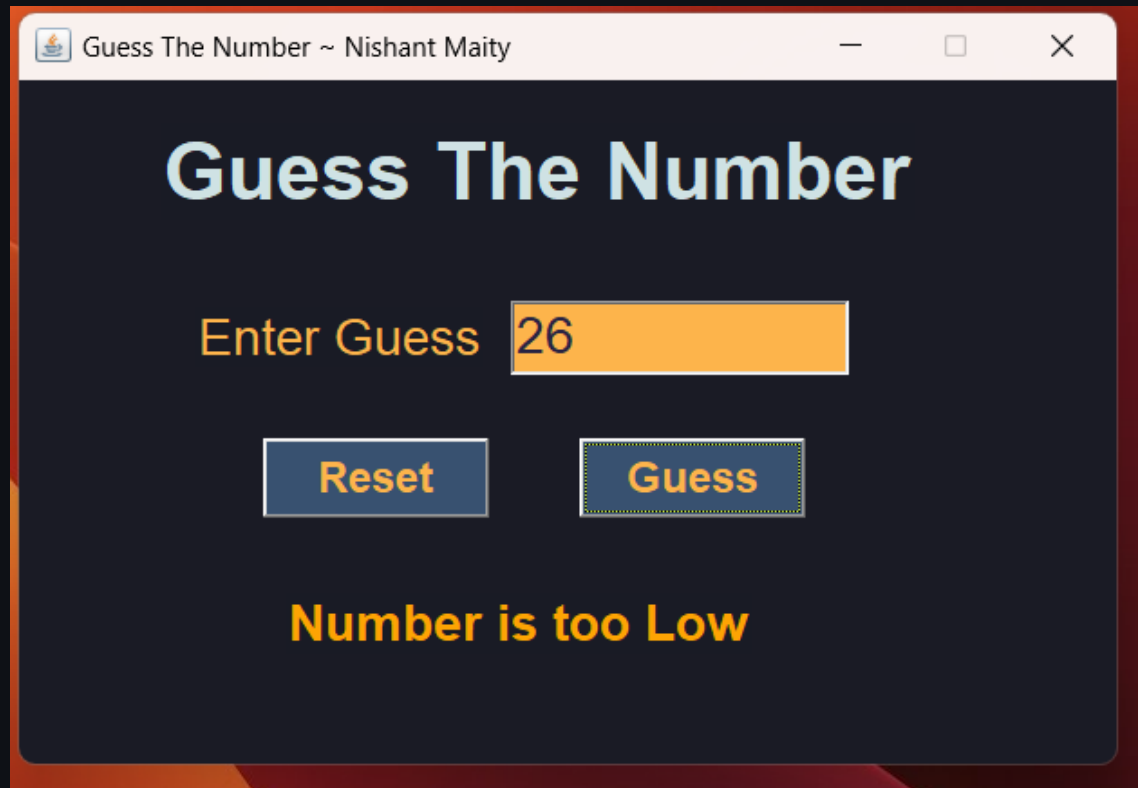 Guess The Number ~ Nishant Maity
Guess The Number
Enter Guess 26
Reset Guess
Number is too Low